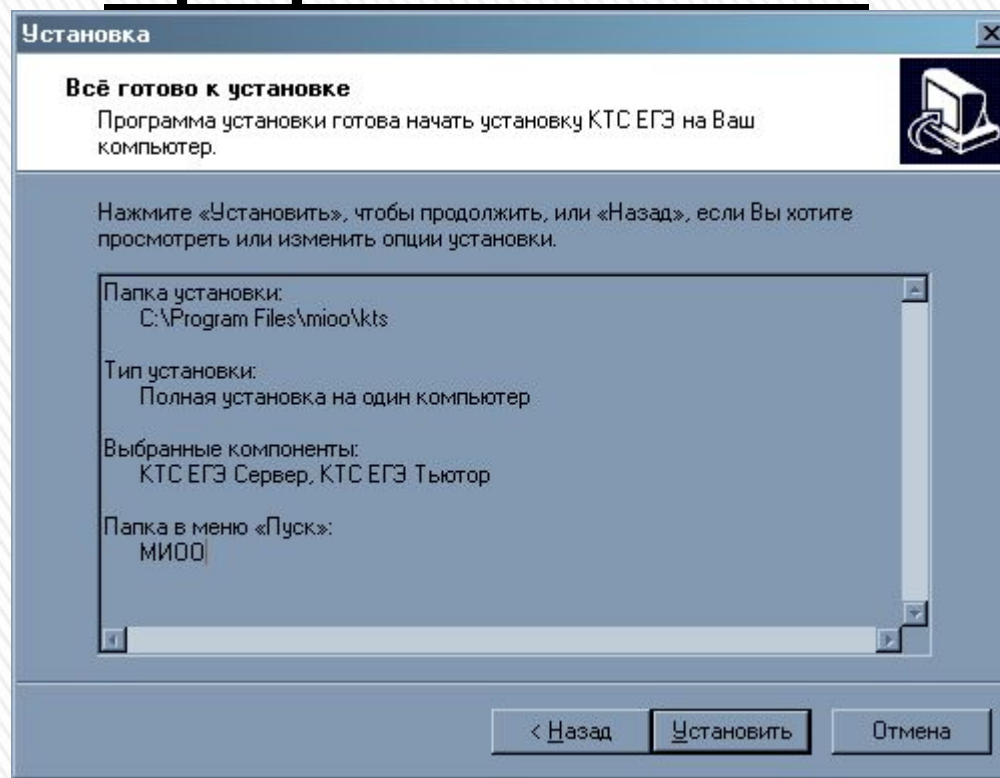 Установка
Всё готово к установке
Программа установки готова начать установку КТС ЕГЭ на Ваш
компьютер.
Нажмите «Установить», чтобы продолжить, или «Назад», если Вы хотите
просмотреть или изменить опции установки.
Папка установки:
C:\Program Files\mioo\kts
Тип установки:
Полная установка на один компьютер
Выбранные компоненты:
КТС ЕГЭ Сервер, КТС ЕГЭ Тьютор
Папка в меню «Пуск»:
МИОО
< Назад
Установить
Отмена